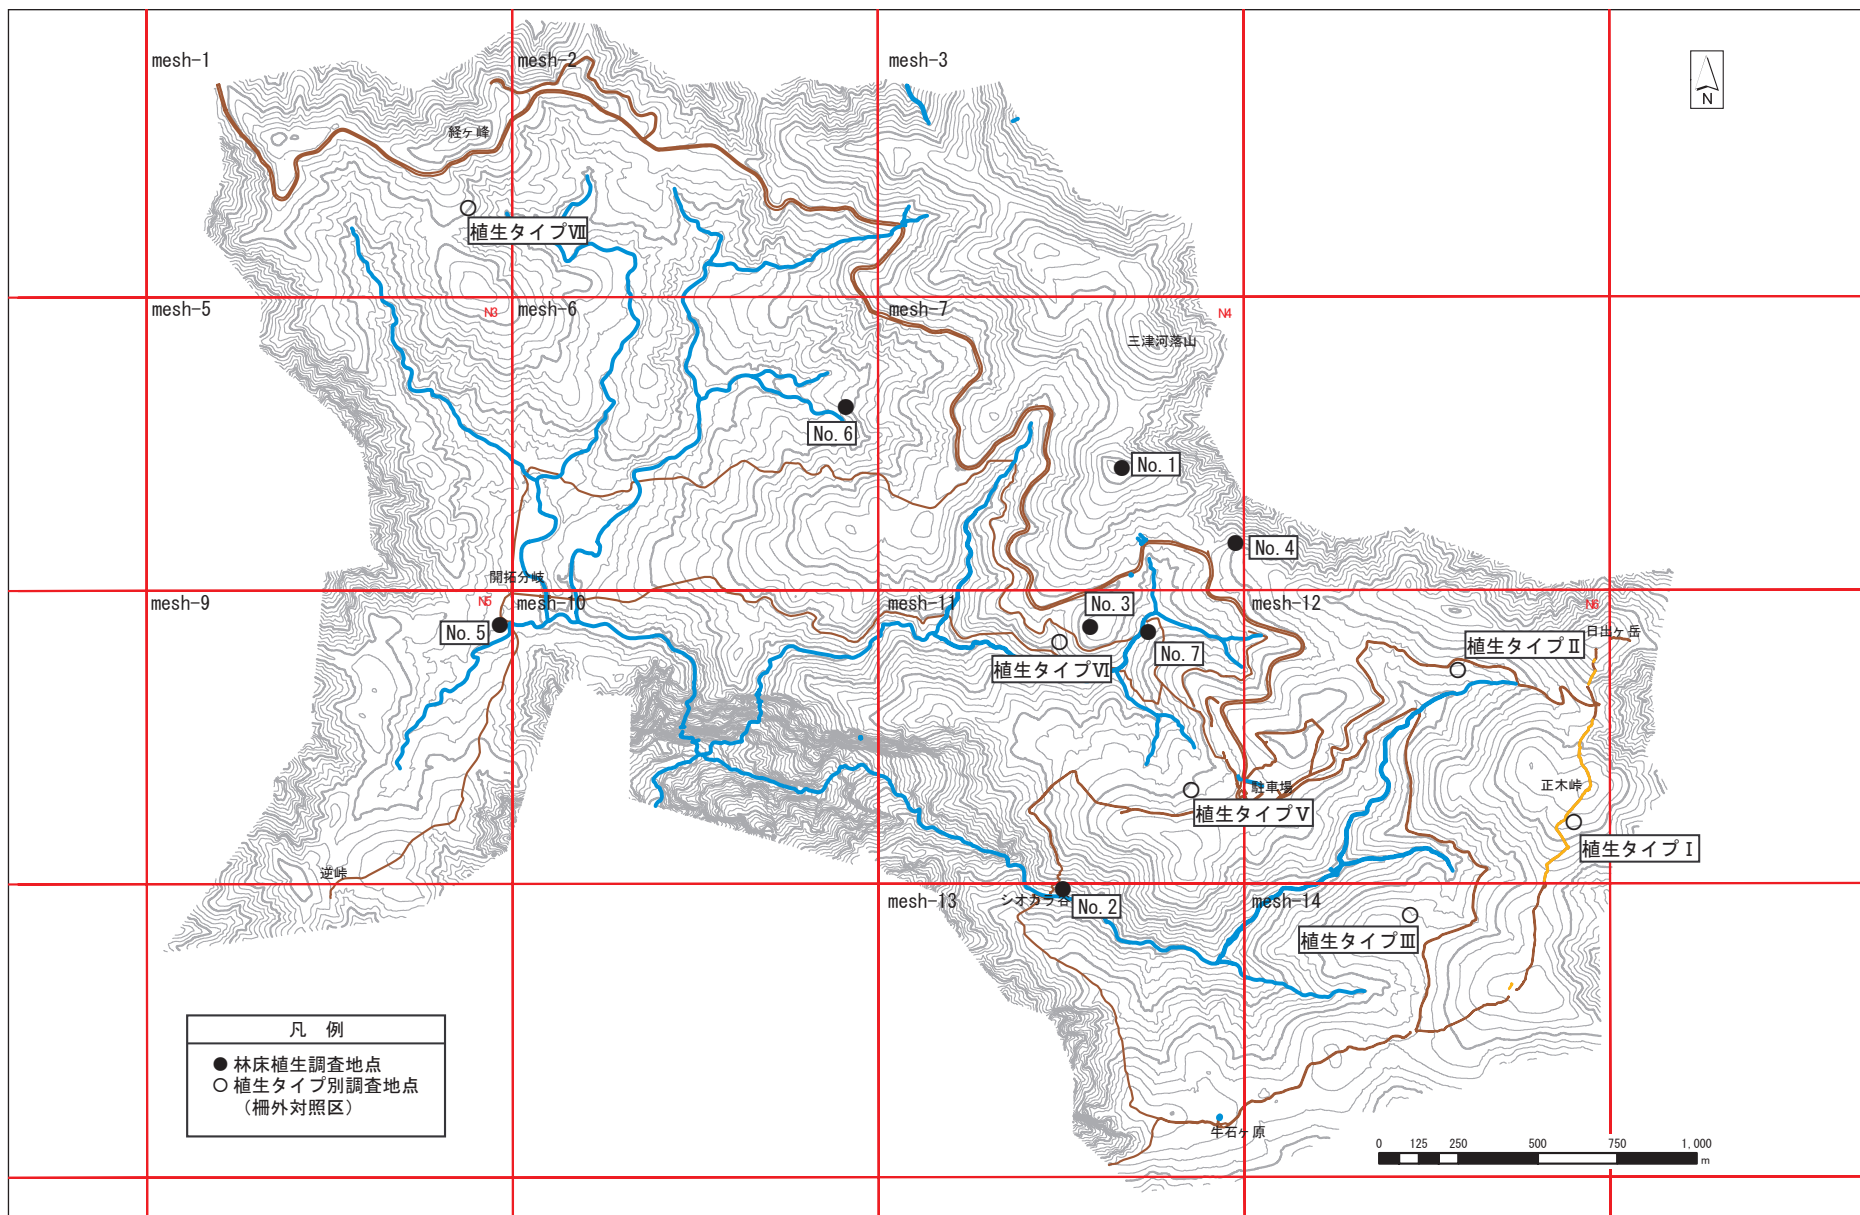 mesh-1
mesh-2
mesh-3
N
経ヶ峰
植生タイプⅦ
mesh-5
mesh-6
mesh-7
N3
N4
三津河落山
No. 6
No. 1
No. 4
開拓分岐
mesh-9
mesh-10
mesh-11
mesh-12
N5
N6
No. 3
No. 5
No. 7
日出ヶ岳
植生タイプⅡ
植生タイプⅥ
駐車場
正木峠
植生タイプⅤ
植生タイプⅠ
逆峠
mesh-13
mesh-14
シオカラ谷
No. 2
植生タイプⅢ
凡 例
●林床植生調査地点
○植生タイプ別調査地点
（柵外対照区）
牛石ヶ原
0 125 250 500 750 1,000
m